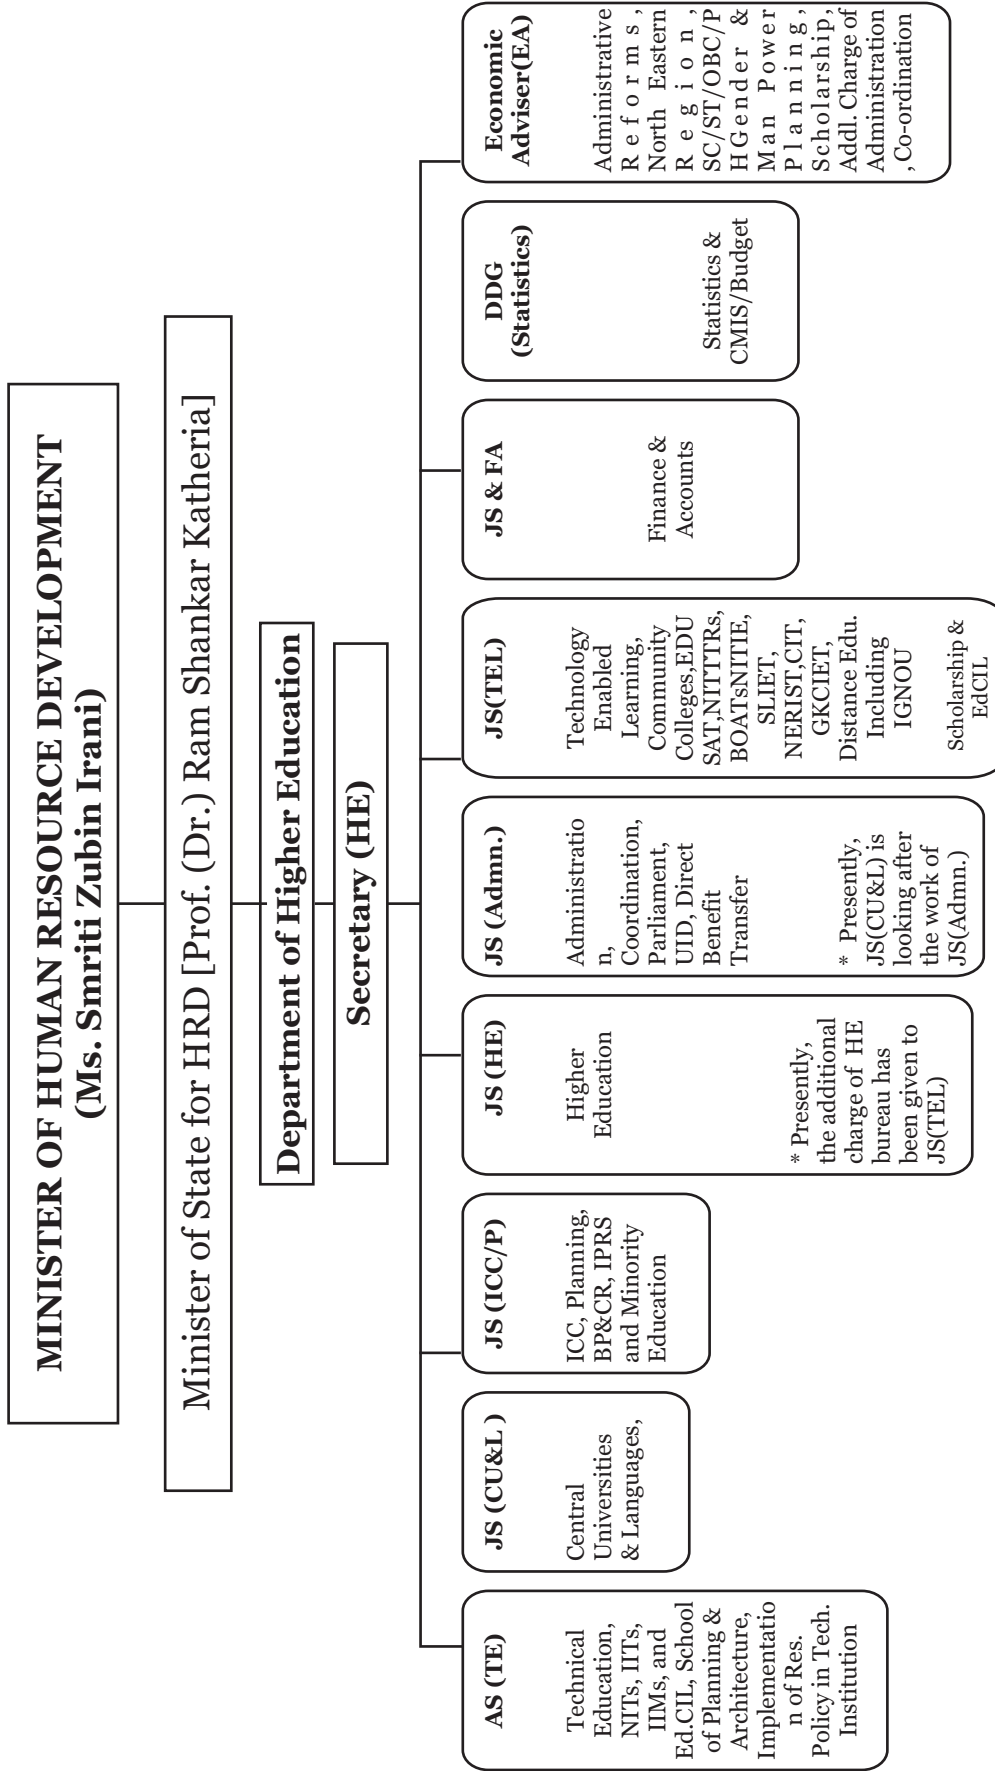 MINISTER OF HUMAN RESOURCE DEVELOPMENT
(Ms. Smriti Zubin Irani)
Minister of State for HRD [Prof. (Dr.) Ram Shankar Katheria]
Department of Higher Education
Secretary (HE)
AS (TE)
Technical
Education,
NITs, IITs,
IIMs, and
Ed.CIL, School
of Planning &
Architecture,
Implementatio
n of Res.
Policy in Tech.
Institution
JS (CU&L )
Central
Universities
& Languages,
JS (ICC/P)
ICC, Planning,
BP&CR, IPRS
and Minority
Education
JS (HE)
Higher
Education
* Presently,
the additional
charge of HE
bureau has
been given to
JS(TEL)
JS (Admn.)
Administratio
n,
Coordination,
Parliament,
UID, Direct
Benefit
Transfer
* Presently,
JS(CU&L) is
looking after
the work of
JS(Admn.)
JS(TEL)
Technology
Enabled
Learning,
Community
Colleges,EDU
SAT,NITTTRs,
BOATsNITIE,
SLIET,
NERIST,CIT,
GKCIET,
Distance Edu.
Including
IGNOU
Scholarship &
EdCIL
JS & FA
Finance &
Accounts
DDG
(Statistics)
Statistics &
CMIS/Budget
Economic
Adviser(EA)
Administrative
R e f o r m s ,
North Eastern
R e g i o n ,
SC/ST/OBC/P
HGender &
Man Power
P l a n n i n g ,
Scholarship,
Addl. Charge of
Administration
, Co-ordination